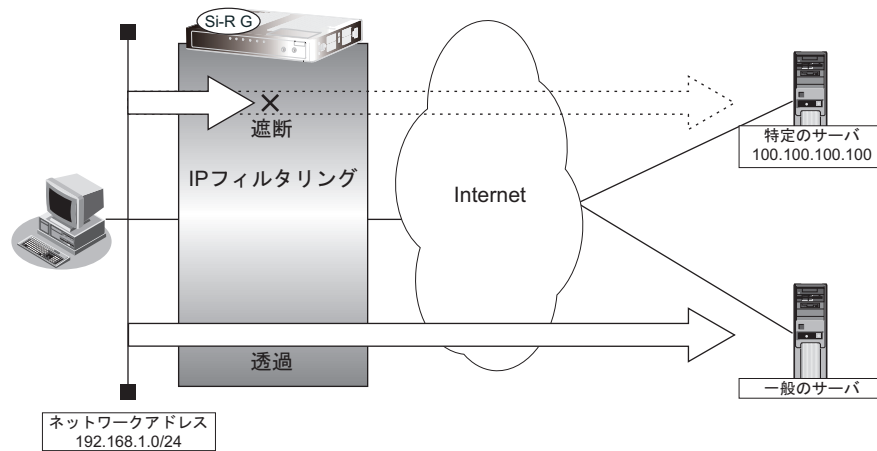 Si-R G
遮断
IPフィルタリング
Internet
特定のサーバ
100.100.100.100
透過
一般のサーバ
ネットワークアドレス
192.168.1.0/24